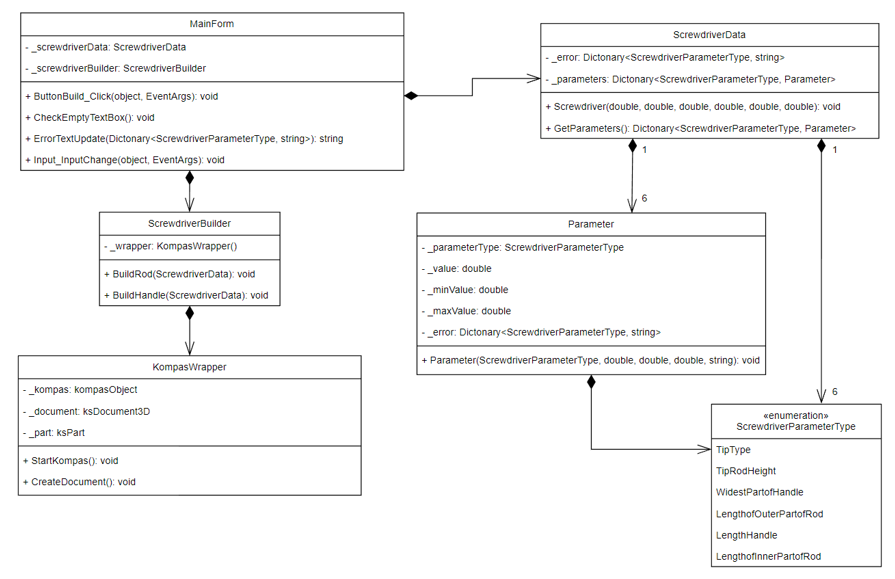 MainForm
- _screwdriverData: ScrewdriverData
- _screwdriverBuilder: ScrewdriverBuilder
+ ButtonBuild_Click(object, EventArgs): void
+ CheckEmptyTextBox(): void
+ ErrorTextUpdate(Dictonary<ScrewdriverParameterType, string>): string
+ Input_InputChange(object, EventArgs): void
ScrewdriverData
- _error: Dictonary<ScrewdriverParameterType, string>
- _parameters: Dictonary<ScrewdriverParameterType, Parameter>
+ Screwdriver(double, double, double, double, double, double): void
+ GetParameters(): Dictonary<ScrewdriverParameterType, Parameter>
1
1
6
ScrewdriverBuilder
- _wrapper: KompasWrapper()
+ BuildRod(ScrewdriverData): void
+ BuildHandle(ScrewdriverData): void
Parameter
- _parameterType: ScrewdriverParameterType
- _value: double
- _minValue: double
- _maxValue: double
- _error: Dictonary<ScrewdriverParameterType, string>
+ Parameter(ScrewdriverParameterType, double, double, double, string): void
KompasWrapper
- _kompas: kompasObject
- _document: ksDocument3D
- _part: ksPart
+ StartKompas(): void
+ CreateDocument(): void
6
«enumeration»
ScrewdriverParameterType
TipType
TipRodHeight
WidestPartofHandle
LengthofOuterPartofRod
LengthHandle
LengthofInnerPartofRod